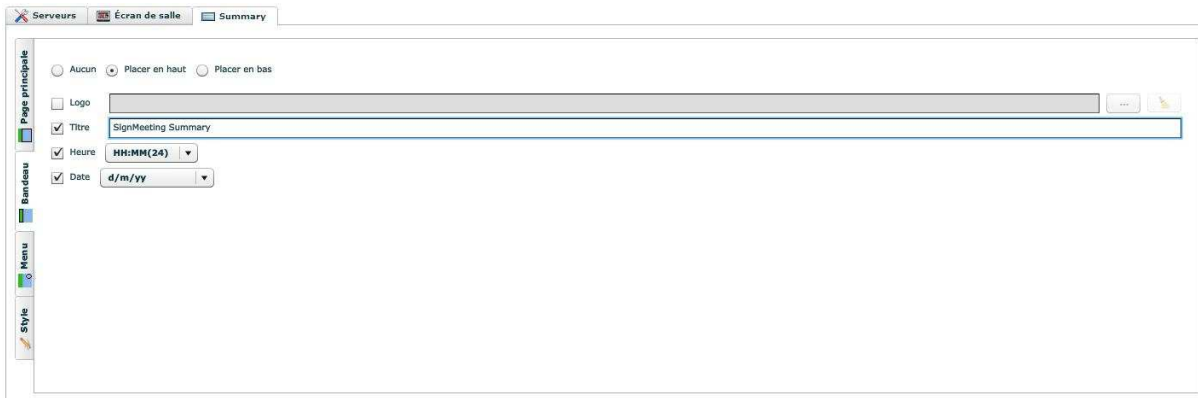 Serveurs Écran de salle Summary
Page principale
Aucun Placer en haut Placer en bas
Logo ...
Titre SignMeeting Summary
Heure HH:MM(24)
Date d/m/yy
Bandeau
Menu
Style